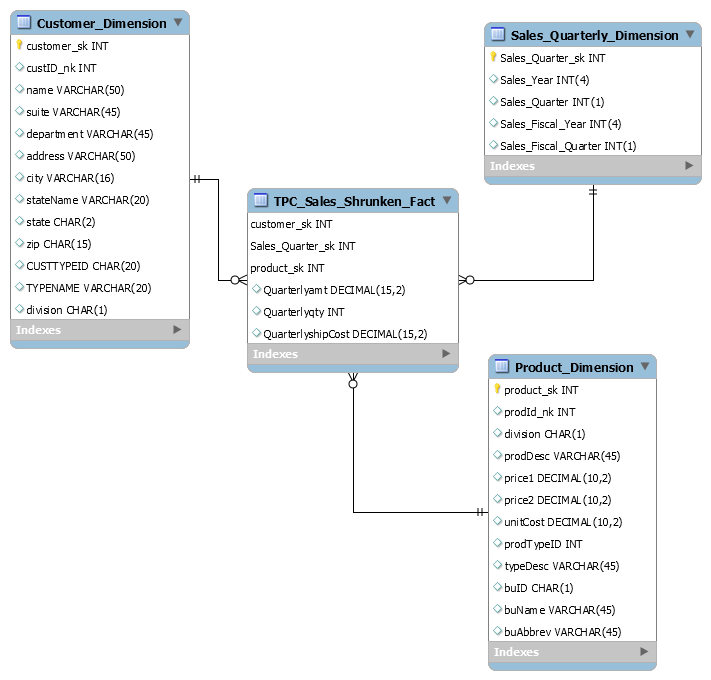 Customer_Dimension
customer_sk INT
custID_nk INT
name VARCHAR(50)
suite VARCHAR(45)
department VARCHAR(45)
address VARCHAR(50)
city VARCHAR(16)
stateName VARCHAR(20)
state CHAR(2)
zip CHAR(15)
CUSTTYPEID CHAR(20)
TYPENAME VARCHAR(20)
division CHAR(1)
Indexes
Sales_Quarterly_Dimension
Sales_Quarter_sk INT
Sales_Year INT(4)
Sales_Quarter INT(1)
Sales_Fiscal_Year INT(4)
Sales_Fiscal_Quarter INT(1)
Indexes
TPC_Sales_Shrunken_Fact
customer_sk INT
Sales_Quarter_sk INT
product_sk INT
Quarterlyamt DECIMAL(15,2)
Quarterlyqty INT
QuarterlyshipCost DECIMAL(15,2)
Indexes
Product_Dimension
product_sk INT
prodId_nk INT
division CHAR(1)
prodDesc VARCHAR(45)
price1 DECIMAL(10,2)
price2 DECIMAL(10,2)
unitCost DECIMAL(10,2)
prodTypeID INT
typeDesc VARCHAR(45)
buID CHAR(1)
buName VARCHAR(45)
buAbbrev VARCHAR(45)
Indexes